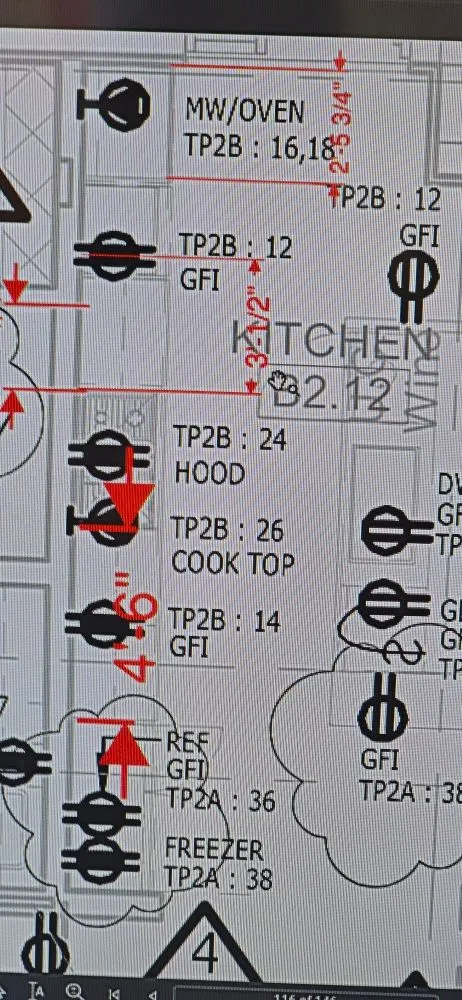 MW/OVEN
TP2B : 16,18
2'-5 3/4"
TP2B : 12
GFI
TP2B : 12
GFI
3'-1/2"
KITCHEN
B2.12
TP2B : 24
HOOD
TP2B : 26
COOK TOP
4'-6"
TP2B : 14
GFI
REF
GFI
TP2A : 36
GFI
TP2A : 38
FREEZER
TP2A : 38
4